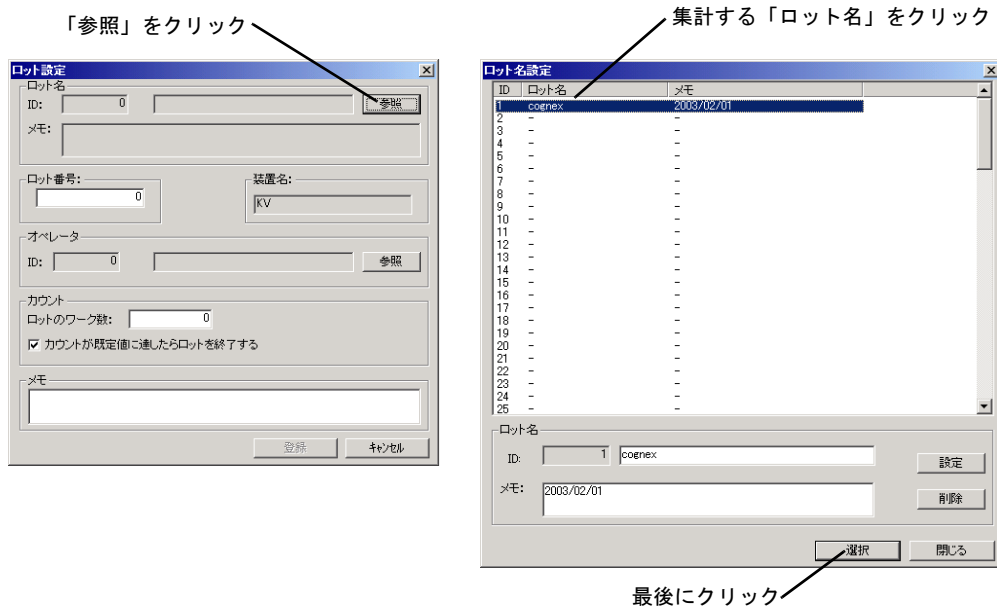 「参照」をクリック
集計する「ロット名」をクリック
ロット設定
ロット名
ID: 0 参照
メモ:
ロット番号: 装置名:
0 KV
オペレータ
ID: 0 参照
カウント
ロットのワーク数: 0
カウントが既定値に達したらロットを終了する
メモ
登録 キャンセル
ロット名設定
ID ロット名 メモ
1 cognex 2003/02/01
2 - -
3 - -
4 - -
5 - -
6 - -
7 - -
8 - -
9 - -
10 - -
11 - -
12 - -
13 - -
14 - -
15 - -
16 - -
17 - -
18 - -
19 - -
20 - -
21 - -
22 - -
23 - -
24 - -
25 - -
ロット名
ID: 1 cognex 設定
メモ: 2003/02/01 削除
選択 閉じる
最後にクリック